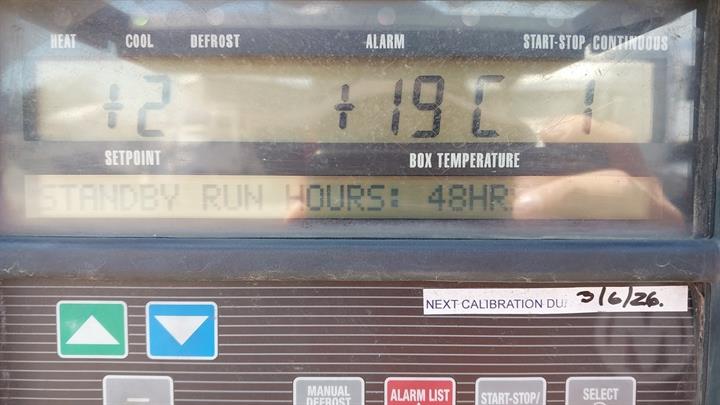 HEAT COOL DEFROST ALARM START-STOP CONTINUOUS
+2 +19C 1
SETPOINT BOX TEMPERATURE
STANDBY RUN HOURS: 48HR
NEXT CALIBRATION DU /6/26.
MANUAL DEFROST
ALARM LIST
START-STOP/
SELECT